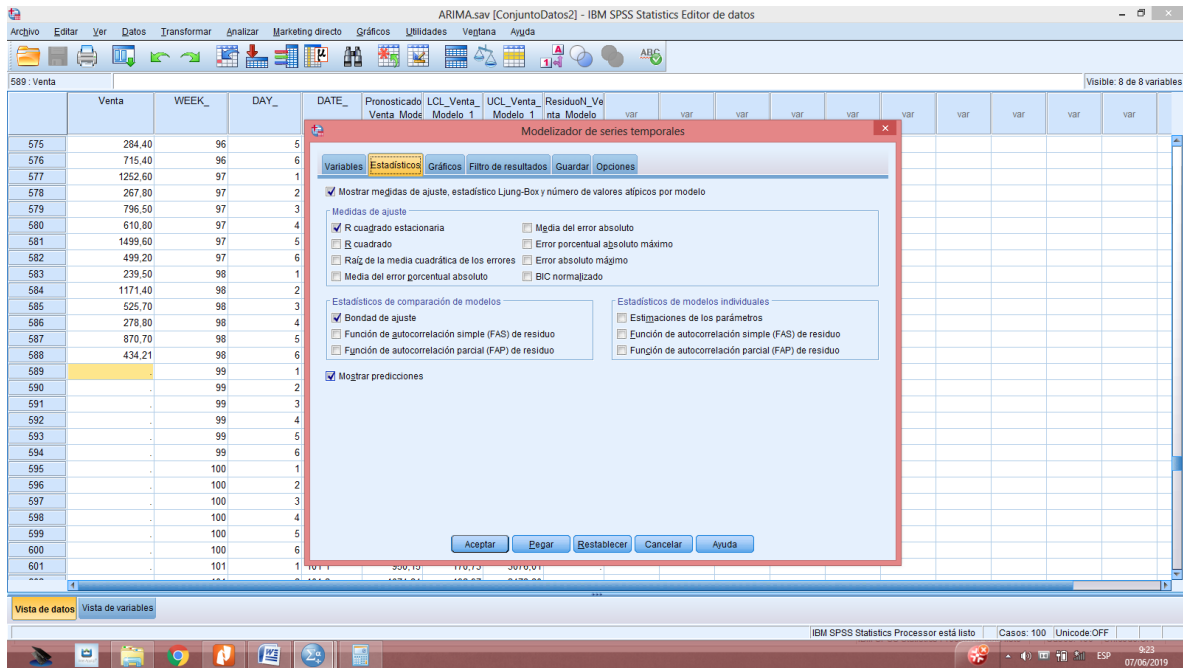 ARIMA.sav [ConjuntoDatos2] - IBM SPSS Statistics Editor de datos
Archivo Editar Ver Datos Transformar Analizar Marketing directo Gráficos Utilidades Ventana Ayuda
589 : Venta
Visible: 8 de 8 variables
Venta WEEK_ DAY_ DATE_ Pronosticado_ LCL_Venta_ UCL_Venta_ ResiduoN_Ve
Venta_Mode Modelo_1 Modelo_1 nta_Modelo_ var var var var var var var var var var
Modelizador de series temporales
Variables Estadísticos Gráficos Filtro de resultados Guardar Opciones
Mostrar medidas de ajuste, estadístico Ljung-Box y número de valores atípicos por modelo
Medidas de ajuste
R cuadrado estacionaria Media del error absoluto
R cuadrado Error porcentual absoluto máximo
Raíz de la media cuadrática de los errores Error absoluto máximo
Media del error porcentual absoluto BIC normalizado
Estadísticos de comparación de modelos Estadísticos de modelos individuales
Bondad de ajuste Estimaciones de los parámetros
Función de autocorrelación simple (FAS) de residuo Función de autocorrelación simple (FAS) de residuo
Función de autocorrelación parcial (FAP) de residuo Función de autocorrelación parcial (FAP) de residuo
Mostrar predicciones
Aceptar Pegar Restablecer Cancelar Ayuda
575 284,40 96 5
576 715,40 96 6
577 1252,60 97 1
578 267,80 97 2
579 796,50 97 3
580 610,80 97 4
581 1499,60 97 5
582 499,20 97 6
583 239,50 98 1
584 1171,40 98 2
585 525,70 98 3
586 278,80 98 4
587 870,70 98 5
588 434,21 98 6
589 . 99 1
590 . 99 2
591 . 99 3
592 . 99 4
593 . 99 5
594 . 99 6
595 . 100 1
596 . 100 2
597 . 100 3
598 . 100 4
599 . 100 5
600 . 100 6
601 . 101 1
Vista de datos Vista de variables
IBM SPSS Statistics Processor está listo Casos: 100 Unicode:OFF
ESP 9:23
07/06/2019